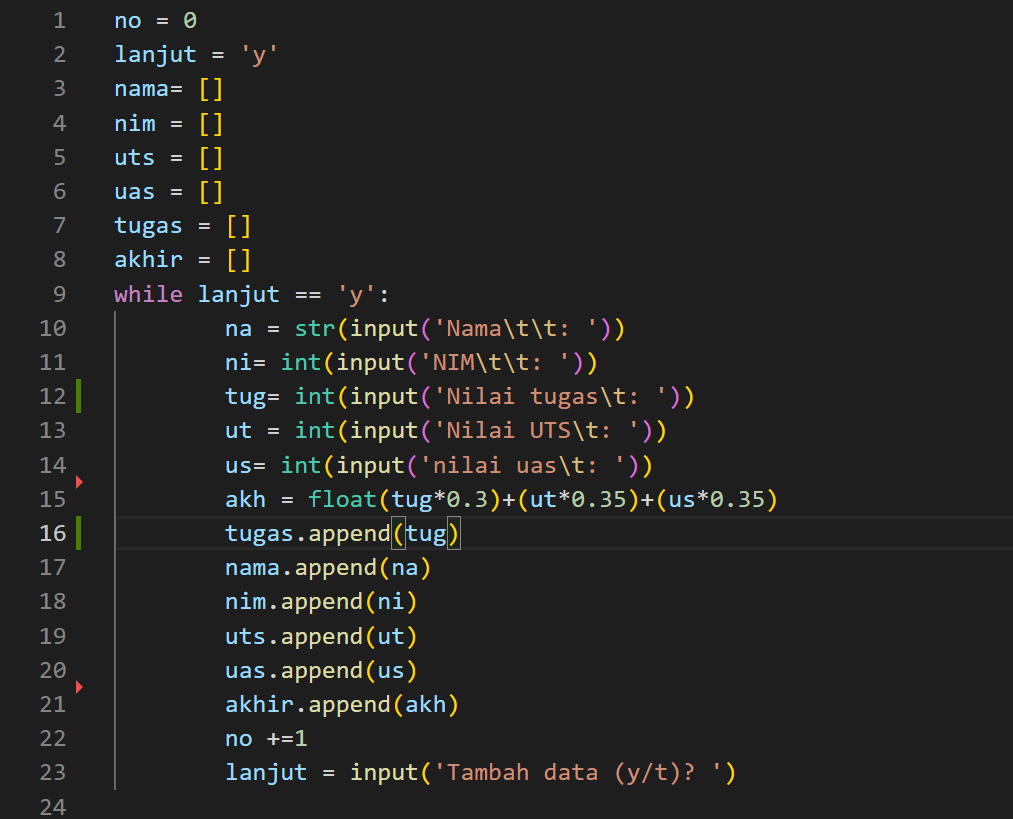 1 no = 0
2 lanjut = 'y'
3 nama= []
4 nim = []
5 uts = []
6 uas = []
7 tugas = []
8 akhir = []
9 while lanjut == 'y':
10 na = str(input('Nama\t\t: '))
11 ni= int(input('NIM\t\t: '))
12 tug= int(input('Nilai tugas\t: '))
13 ut = int(input('Nilai UTS\t: '))
14 us= int(input('nilai uas\t: '))
15 akh = float(tug*0.3)+(ut*0.35)+(us*0.35)
16 tugas.append(tug)
17 nama.append(na)
18 nim.append(ni)
19 uts.append(ut)
20 uas.append(us)
21 akhir.append(akh)
22 no +=1
23 lanjut = input('Tambah data (y/t)? ')
24